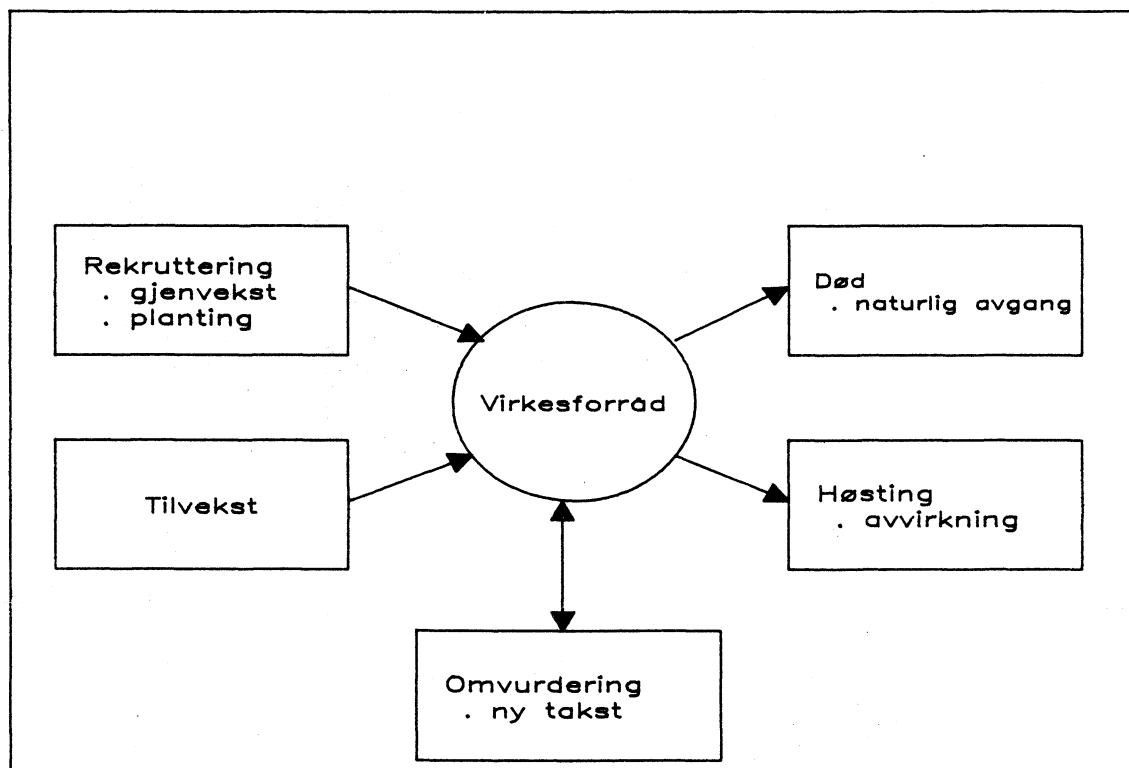 Rekruttering
. gjenvekst
. planting
Tilvekst
Virkesforråd
Død
. naturlig avgang
Høsting
. avvirkning
Omvurdering
. ny takst